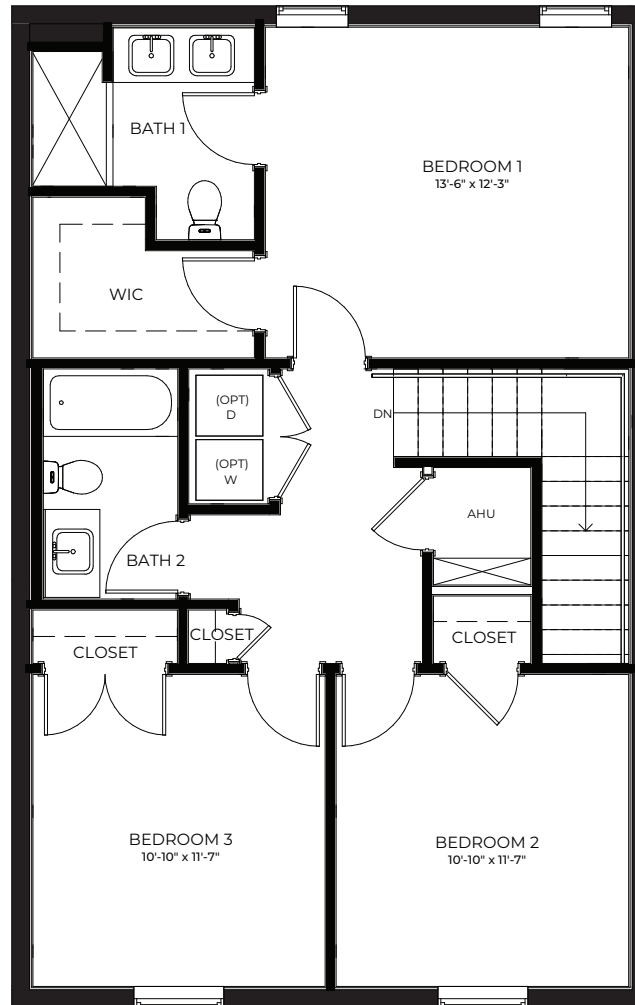 BATH 1
BEDROOM 1
13'-6" x 12'-3"
WIC
(OPT)
D
DN
(OPT)
W
AHU
BATH 2
CLOSET
CLOSET
CLOSET
BEDROOM 3
10'-10" x 11'-7"
BEDROOM 2
10'-10" x 11'-7"